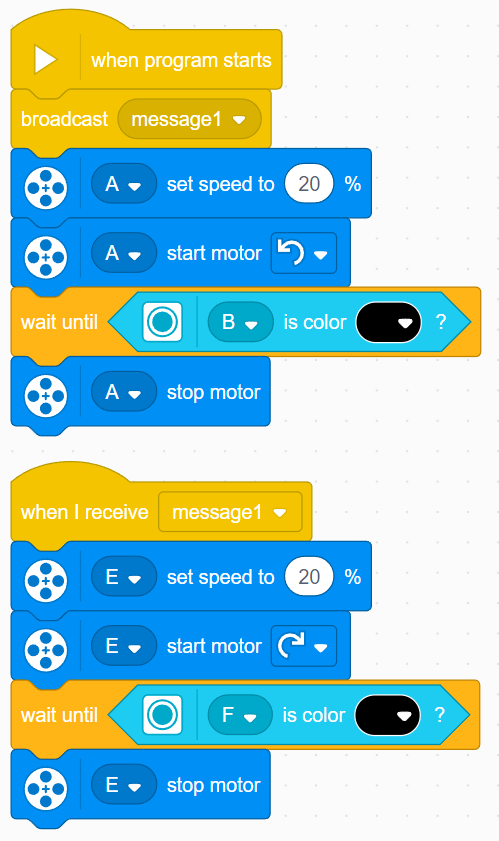 when program starts
broadcast message1
A set speed to 20 %
A start motor
wait until B is color ?
A stop motor
when I receive message1
E set speed to 20 %
E start motor
wait until F is color ?
E stop motor